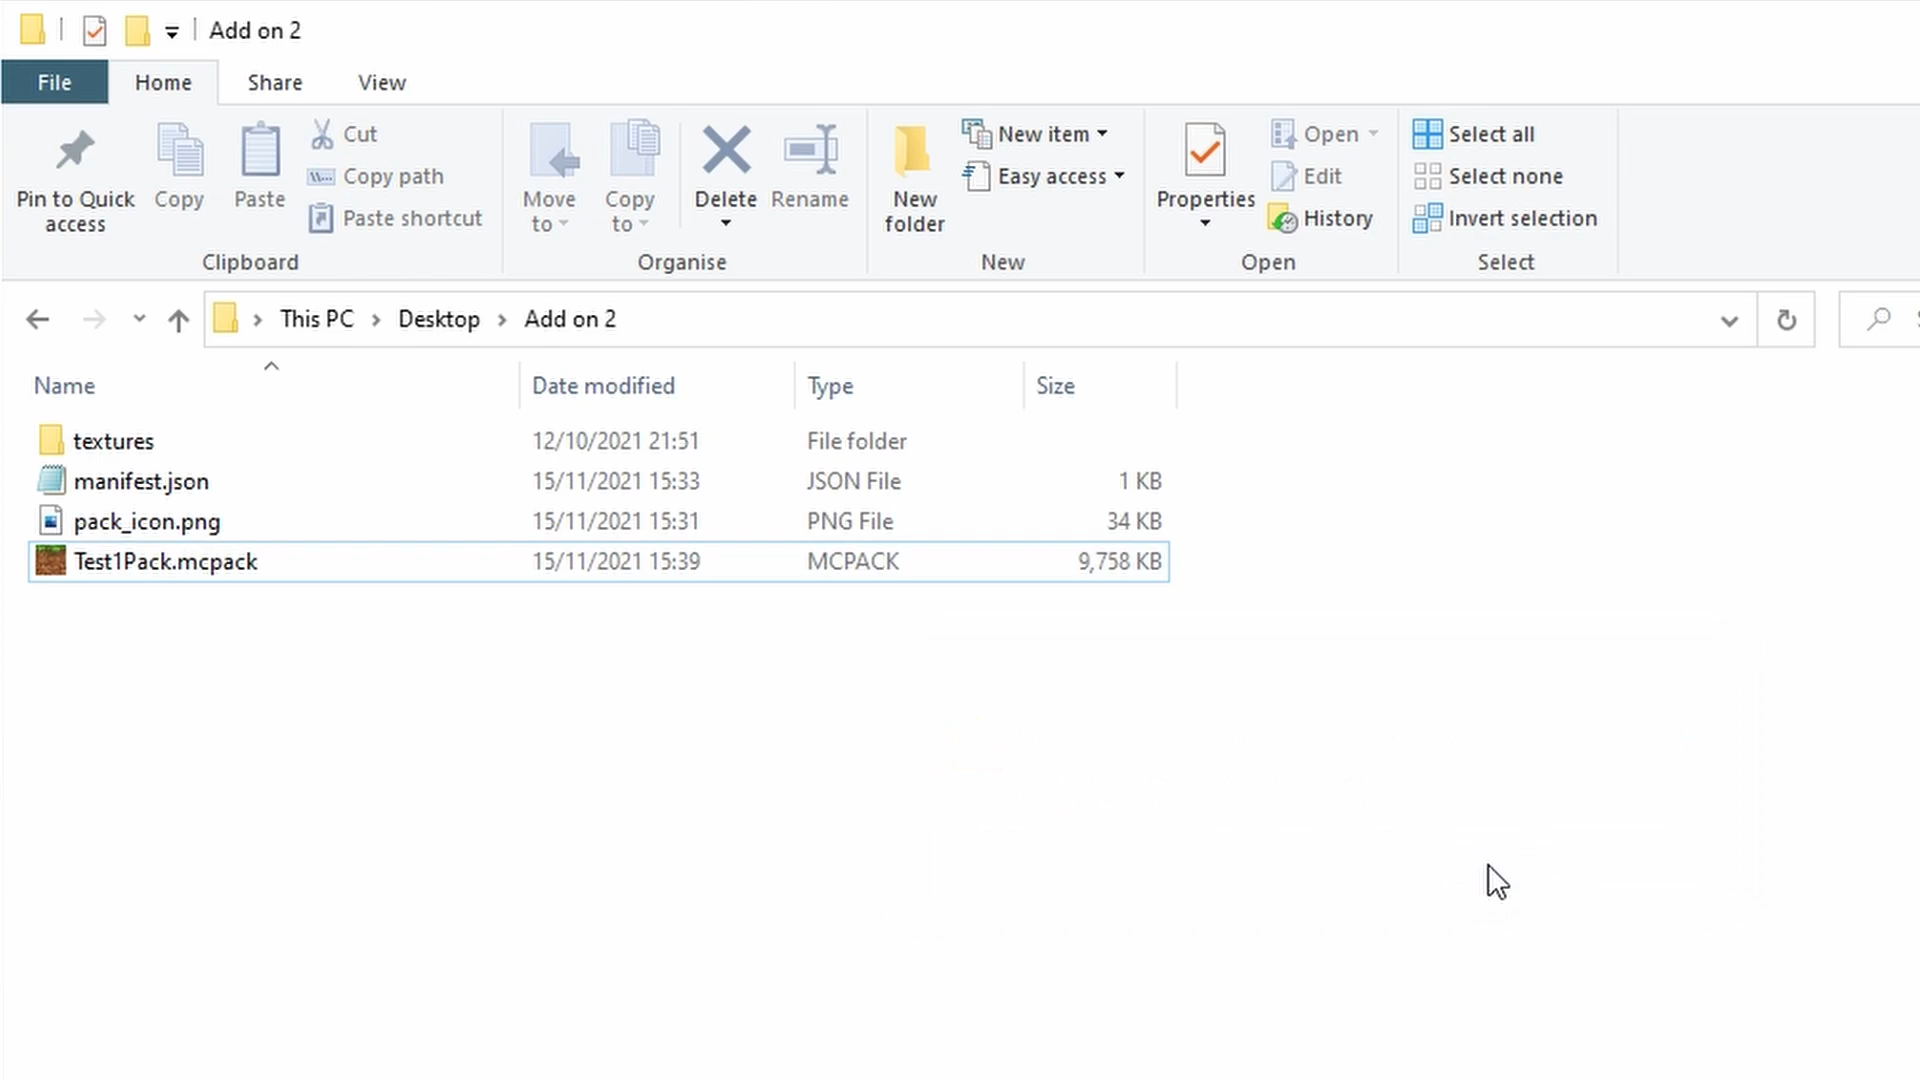 Add on 2
File Home Share View
Pin to Quick access
Copy
Paste
Cut
Copy path
Paste shortcut
Clipboard
Move to
Copy to
Delete
Rename
Organise
New folder
New item
Easy access
New
Properties
Open
Edit
History
Open
Select all
Select none
Invert selection
Select
This PC > Desktop > Add on 2
Name Date modified Type Size
textures 12/10/2021 21:51 File folder
manifest.json 15/11/2021 15:33 JSON File 1 KB
pack_icon.png 15/11/2021 15:31 PNG File 34 KB
Test1Pack.mcpack 15/11/2021 15:39 MCPACK 9,758 KB